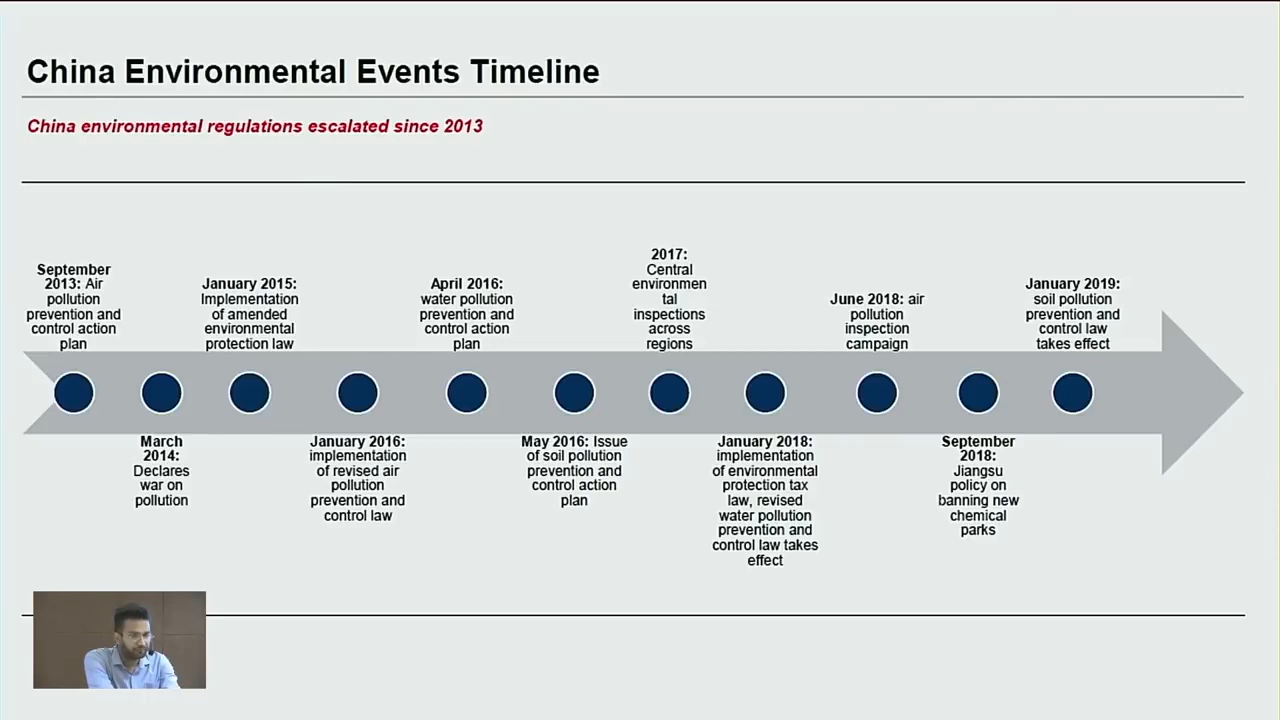 China Environmental Events Timeline
China environmental regulations escalated since 2013
September
2013: Air
pollution
prevention and
control action
plan
March
2014:
Declares
war on
pollution
January 2015:
Implementation
of amended
environmental
protection law
January 2016:
implementation
of revised air
pollution
prevention and
control law
April 2016:
water pollution
prevention and
control action
plan
May 2016: Issue
of soil pollution
prevention and
control action
plan
2017:
Central
environmen
tal
inspections
across
regions
January 2018:
implementation
of environmental
protection tax
law, revised
water pollution
prevention and
control law takes
effect
June 2018: air
pollution
inspection
campaign
September
2018:
Jiangsu
policy on
banning new
chemical
parks
January 2019:
soil pollution
prevention and
control law
takes effect